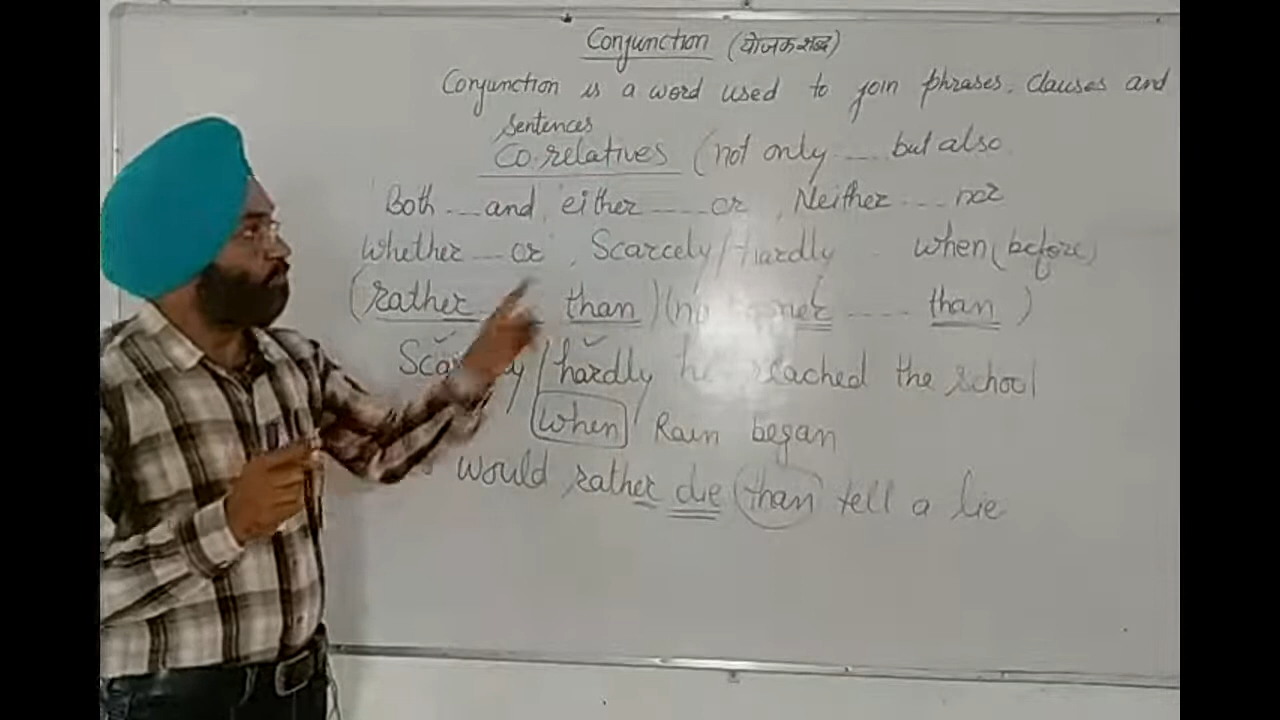 Conjunction (योजक शब्द)
Conjunction is a word used to join phrases, clauses and
sentences
Co.relatives (not only ... but also
Both ... and, either .... or, Neither ... nor
Whether ... or, Scarcely/Hardly - when (before)
(rather than) (no .... than)
/hardly reached the school
when Rain began
would rather die than tell a lie